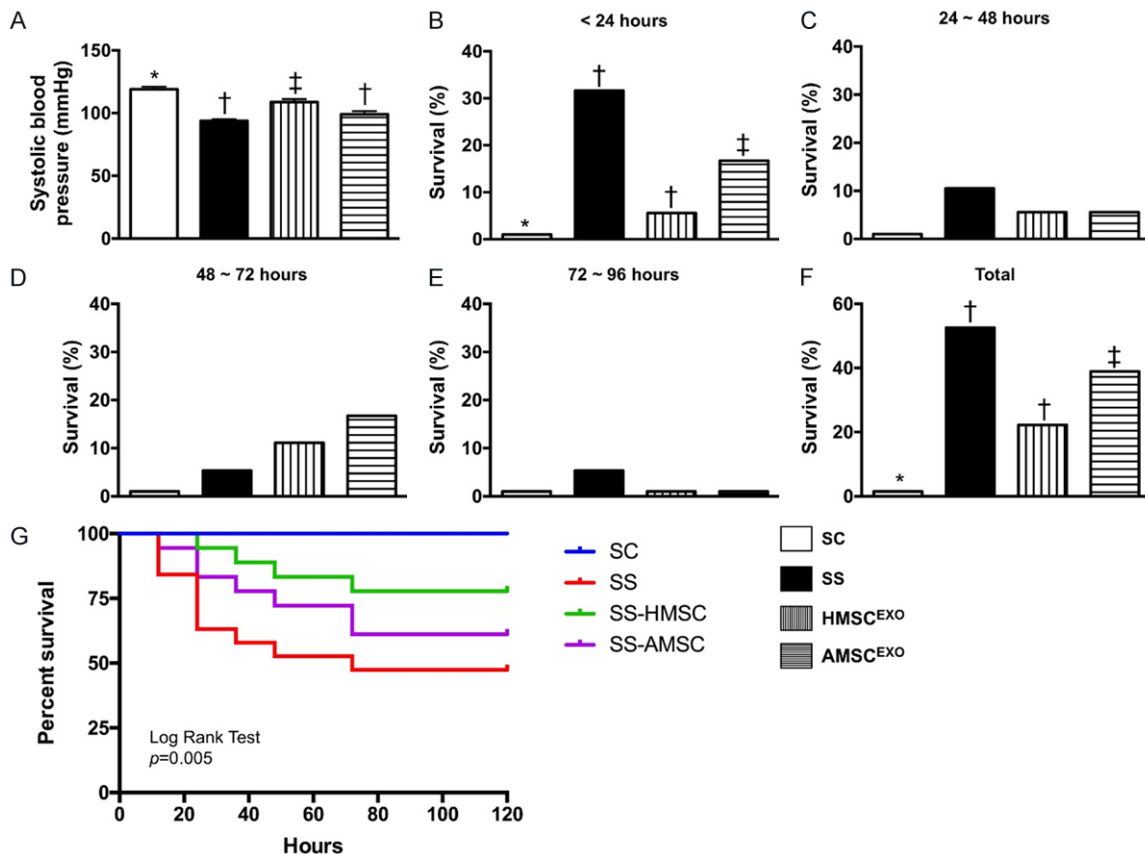 A
Systolic blood
pressure (mmHg)
150
100
50
0
*
†
‡
†
B
< 24 hours
Survival (%)
40
30
20
10
0
*
†
†
‡
C
24 ~ 48 hours
Survival (%)
40
30
20
10
0
D
48 ~ 72 hours
Survival (%)
40
30
20
10
0
E
72 ~ 96 hours
Survival (%)
40
30
20
10
0
F
Total
Survival (%)
60
40
20
0
*
†
†
‡
G
Percent survival
100
75
50
25
0
Log Rank Test
p=0.005
0 20 40 60 80 100 120
Hours
SC
SS
SS-HMSC
SS-AMSC
SC
SS
HMSCEXO
AMSCEXO